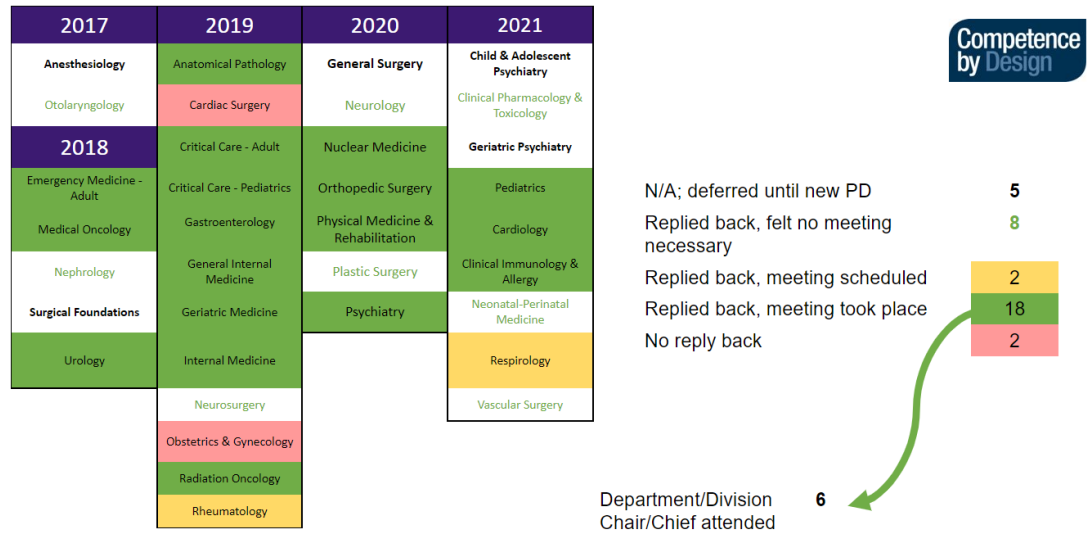 2017
Anesthesiology
Otolaryngology
2018
Emergency Medicine -
Adult
Medical Oncology
Nephrology
Surgical Foundations
Urology
2019
Anatomical Pathology
Cardiac Surgery
Critical Care - Adult
Critical Care - Pediatrics
Gastroenterology
General Internal
Medicine
Geriatric Medicine
Internal Medicine
Neurosurgery
Obstetrics & Gynecology
Radiation Oncology
Rheumatology
2020
General Surgery
Neurology
Nuclear Medicine
Orthopedic Surgery
Physical Medicine &
Rehabilitation
Plastic Surgery
Psychiatry
2021
Child & Adolescent
Psychiatry
Clinical Pharmacology &
Toxicology
Geriatric Psychiatry
Pediatrics
Cardiology
Clinical Immunology &
Allergy
Neonatal-Perinatal
Medicine
Respirology
Vascular Surgery
Competence
by Design
N/A; deferred until new PD 5
Replied back, felt no meeting 8
necessary
Replied back, meeting scheduled 2
Replied back, meeting took place 18
No reply back 2
Department/Division 6
Chair/Chief attended